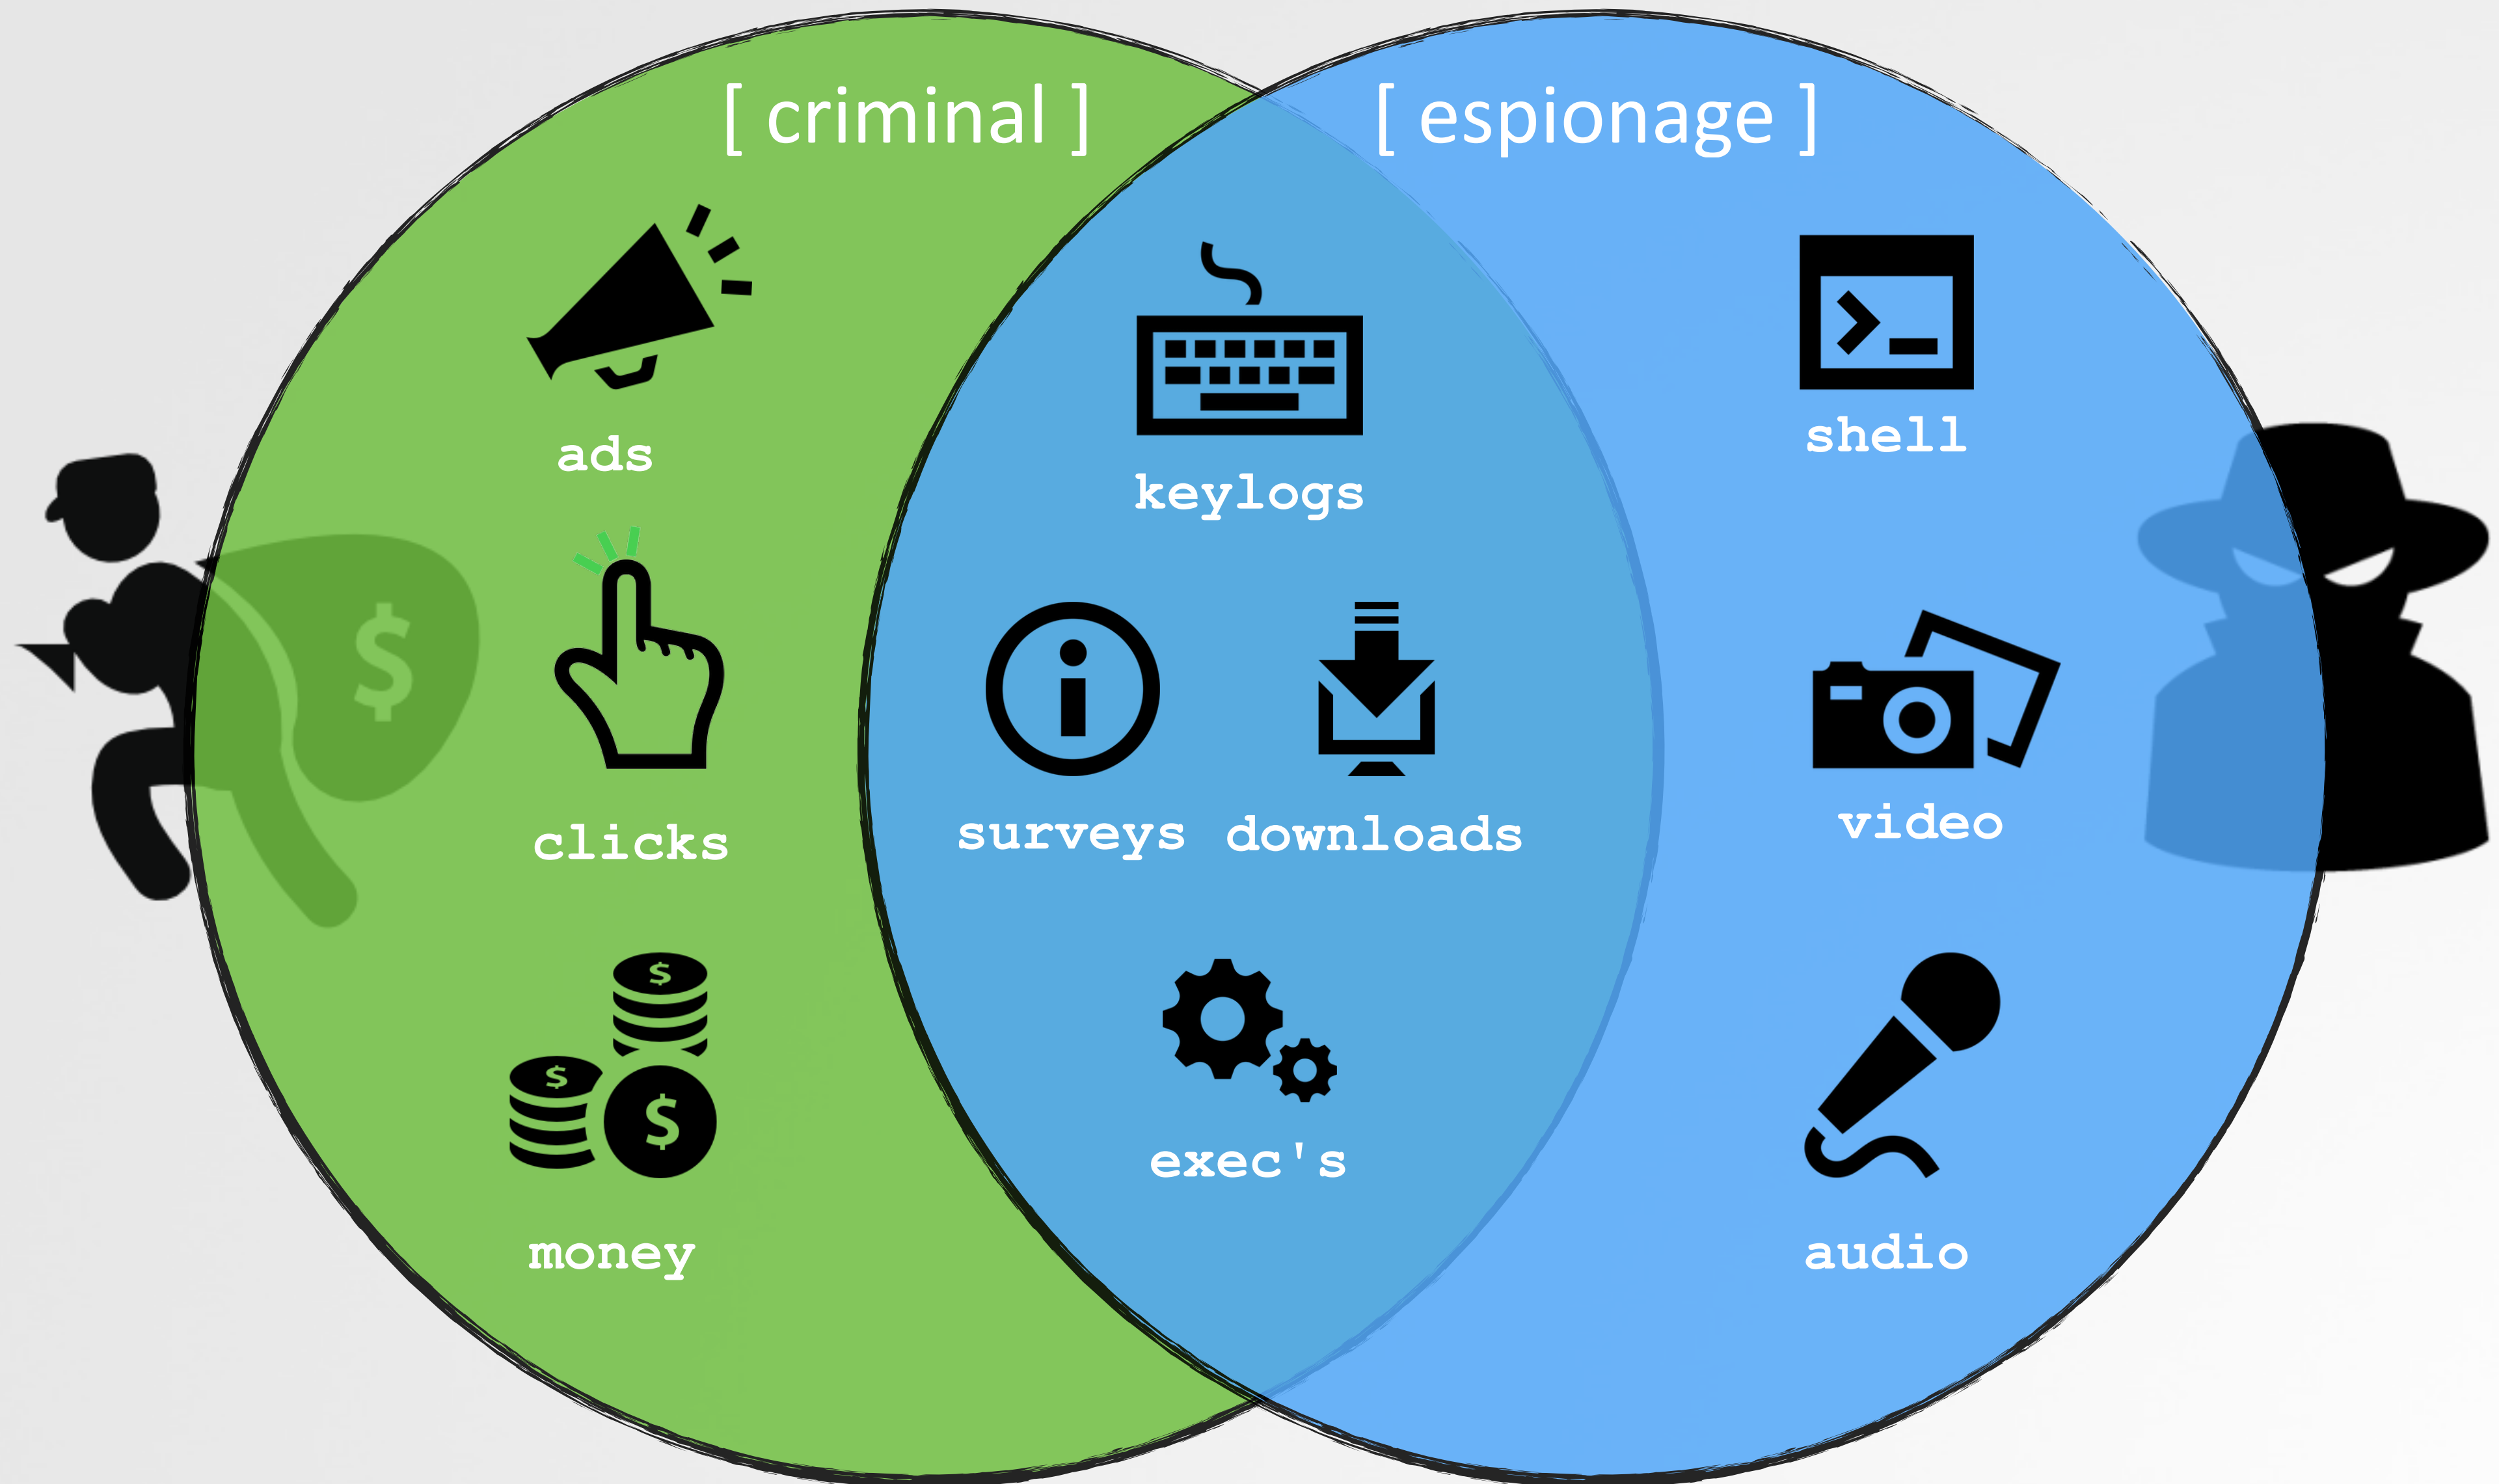 [ criminal ]
[ espionage ]
ads
keylogs
shell
$
clicks
surveys
downloads
video
$
$
$
money
exec's
audio